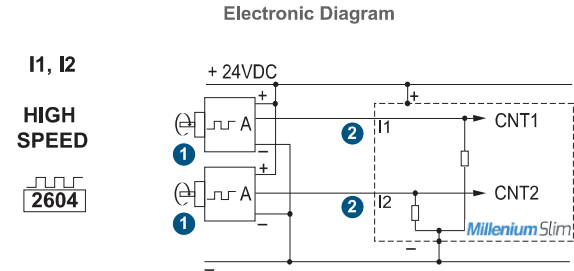 Electronic Diagram
I1, I2
HIGH
SPEED
2604
+ 24VDC
+
A
1
−
+
A
1
−
−
2
I1
+
CNT1
2
I2
CNT2
Millenium Slim
−